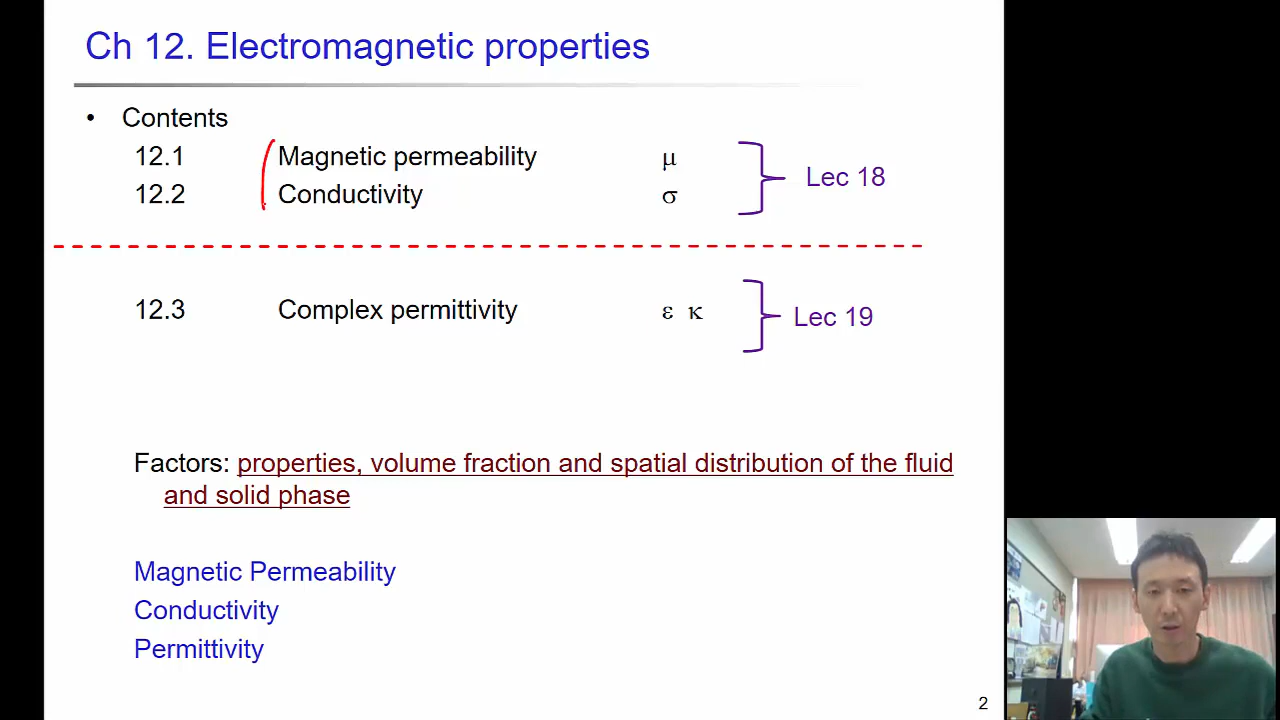 Ch 12. Electromagnetic properties
• Contents
12.1 Magnetic permeability μ
12.2 Conductivity σ
Lec 18
12.3 Complex permittivity ε κ
Lec 19
Factors: properties, volume fraction and spatial distribution of the fluid
and solid phase
Magnetic Permeability
Conductivity
Permittivity
2